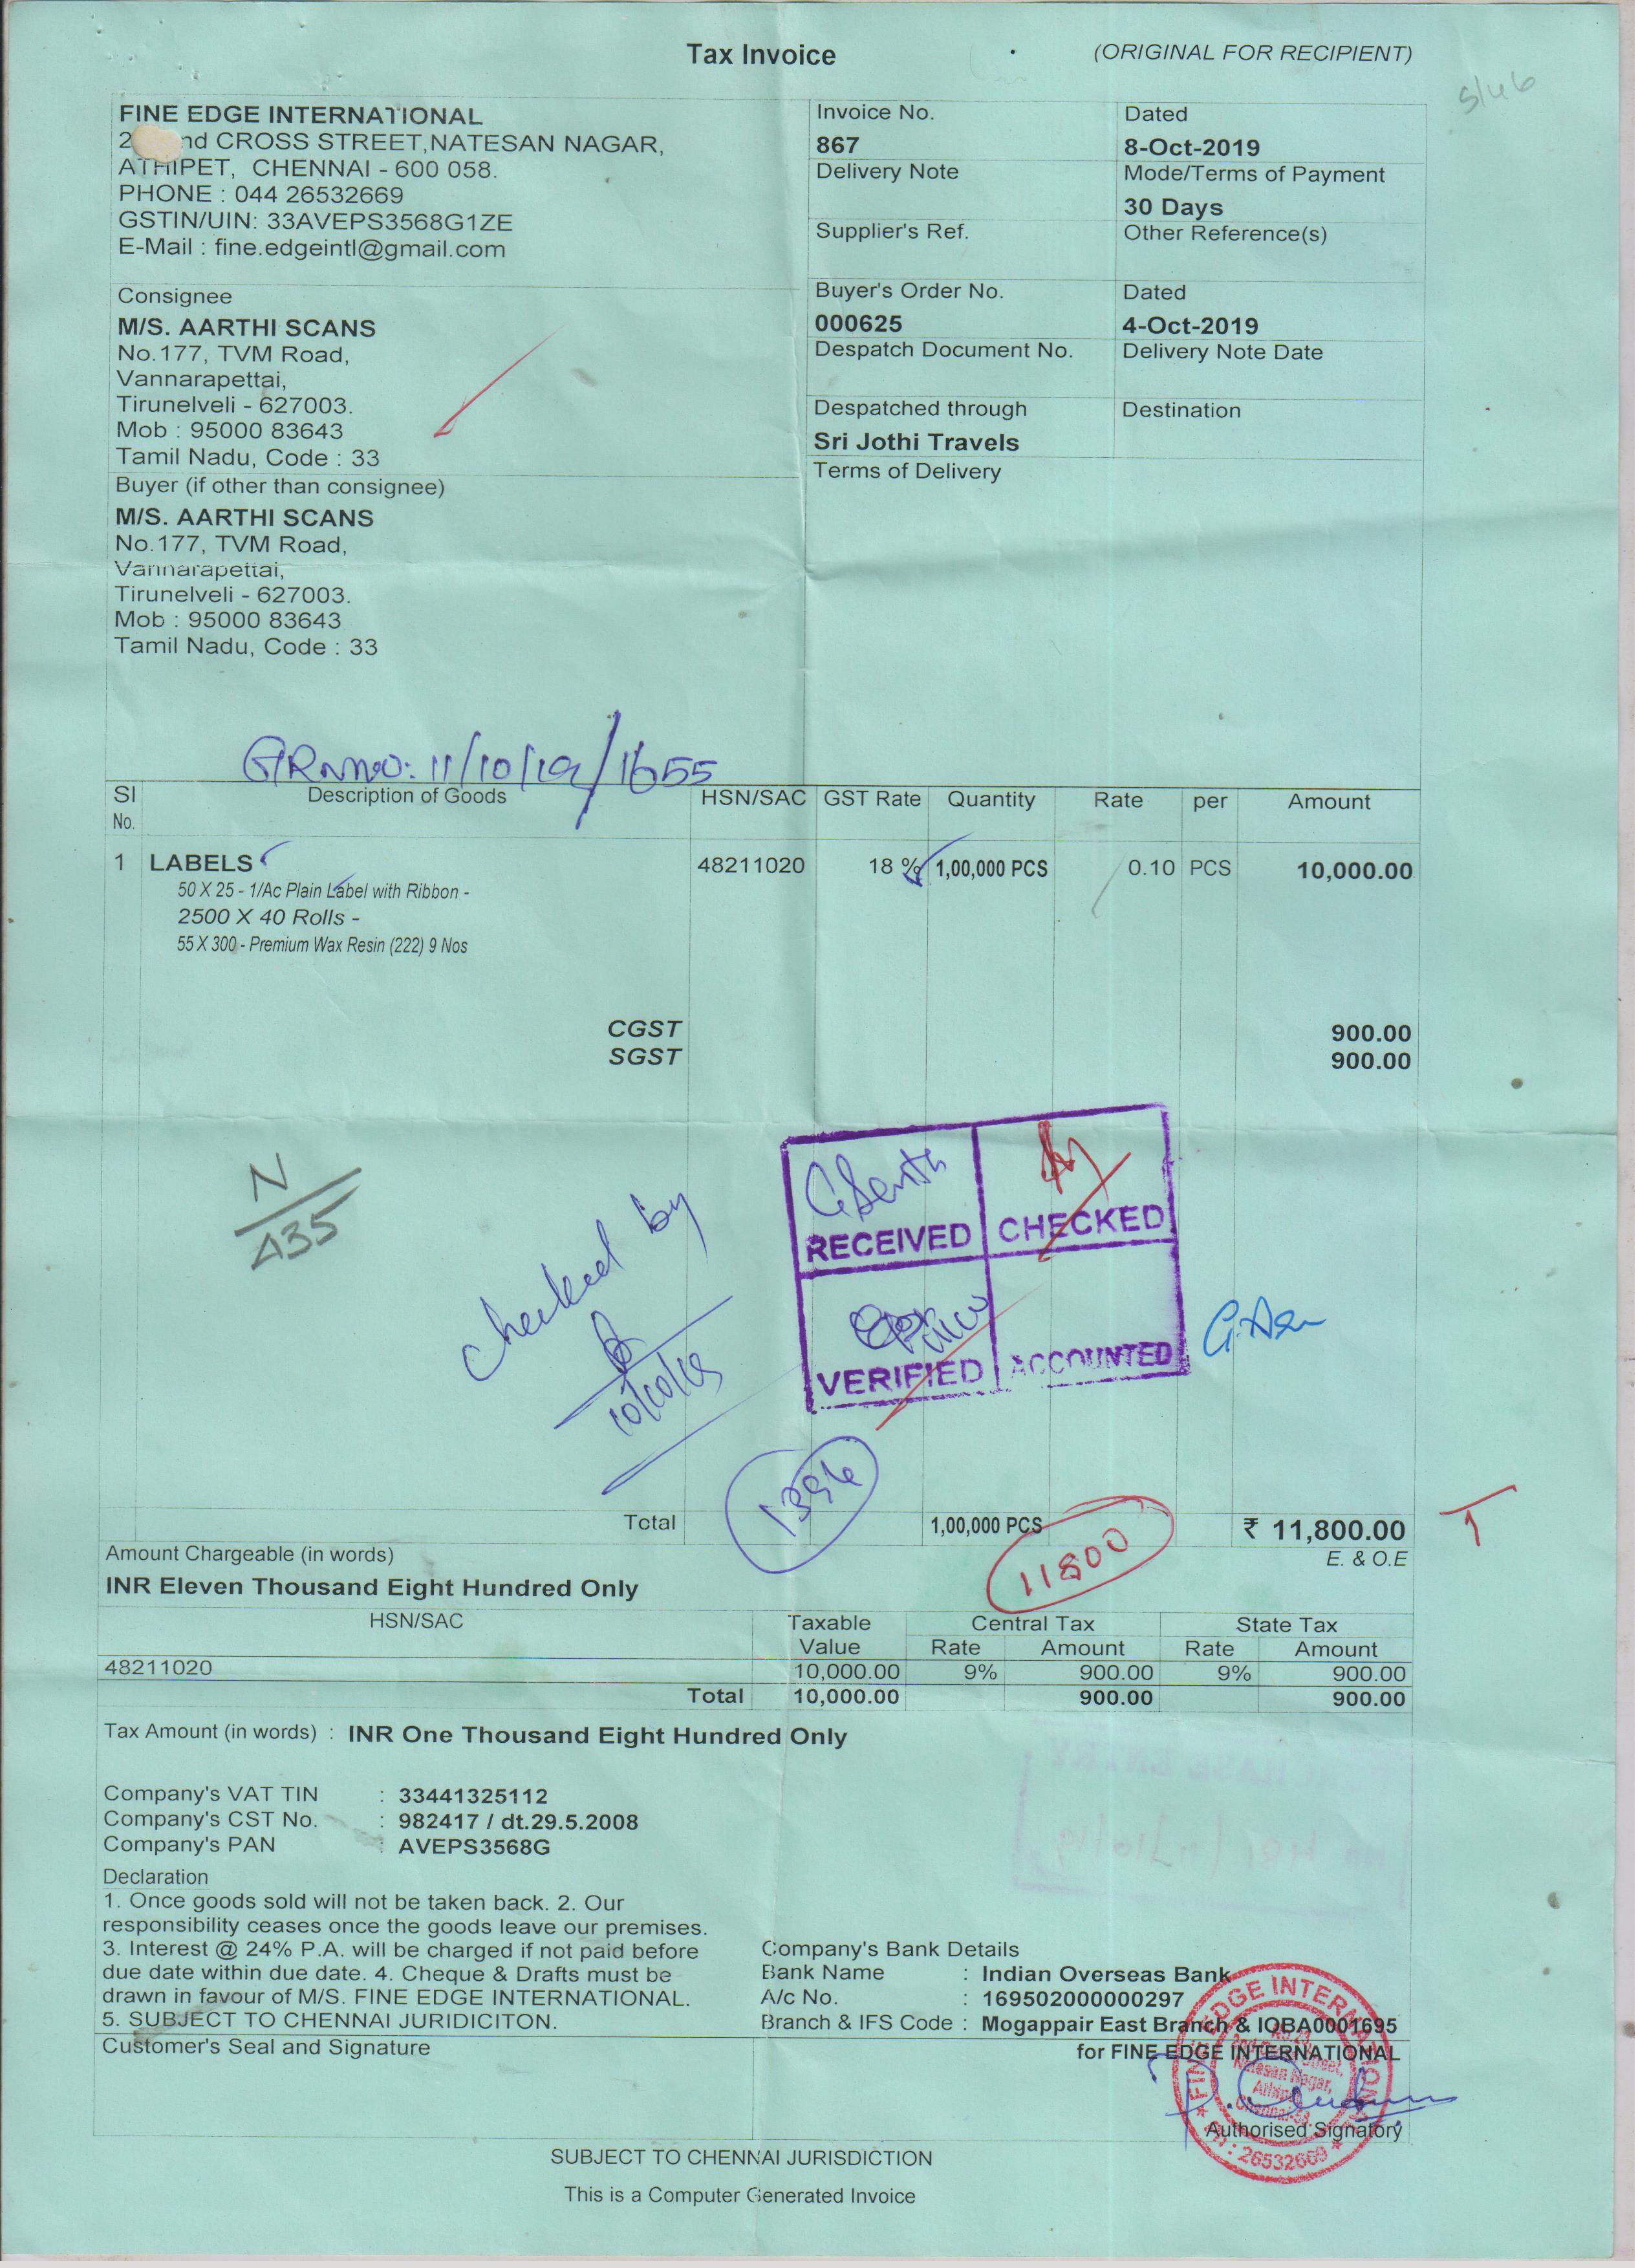 Tax Invoice
(ORIGINAL FOR RECIPIENT)
FINE EDGE INTERNATIONAL
nd CROSS STREET,NATESAN NAGAR,
ATHIPET, CHENNAI - 600 058.
PHONE : 044 26532669
GSTIN/UIN: 33AVEPS3568G1ZE
E-Mail : fine.edgeintl@gmail.com
Invoice No.
867
Dated
8-Oct-2019
Delivery Note
Mode/Terms of Payment
30 Days
Supplier's Ref.
Other Reference(s)
Buyer's Order No.
000625
Dated
4-Oct-2019
Despatch Document No.
Delivery Note Date
Despatched through
Sri Jothi Travels
Destination
Terms of Delivery
Consignee
M/S. AARTHI SCANS
No.177, TVM Road,
Vannarapettai,
Tirunelveli - 627003.
Mob : 95000 83643
Tamil Nadu, Code : 33
Buyer (if other than consignee)
M/S. AARTHI SCANS
No.177, TVM Road,
Vannarapettai,
Tirunelveli - 627003.
Mob : 95000 83643
Tamil Nadu, Code : 33
11/10/19/1655
Sl No. Description of Goods HSN/SAC GST Rate Quantity Rate per Amount
1 LABELS 48211020 18 % 1,00,000 PCS 0.10 PCS 10,000.00
50 X 25 - 1/Ac Plain Label with Ribbon -
2500 X 40 Rolls -
55 X 300 - Premium Wax Resin (222) 9 Nos
CGST 900.00
SGST 900.00
N
435
checked by
10/10/19
RECEIVED CHECKED
VERIFIED ACCOUNTED
1394
Total 1,00,000 PCS ₹ 11,800.00
11800
Amount Chargeable (in words)
E. & O.E
INR Eleven Thousand Eight Hundred Only
HSN/SAC Taxable Value Central Tax State Tax
Rate Amount Rate Amount
48211020 10,000.00 9% 900.00 9% 900.00
Total 10,000.00 900.00 900.00
Tax Amount (in words) : INR One Thousand Eight Hundred Only
Company's VAT TIN : 33441325112
Company's CST No. : 982417 / dt.29.5.2008
Company's PAN : AVEPS3568G
Declaration
1. Once goods sold will not be taken back. 2. Our
responsibility ceases once the goods leave our premises.
3. Interest @ 24% P.A. will be charged if not paid before
due date within due date. 4. Cheque & Drafts must be
drawn in favour of M/S. FINE EDGE INTERNATIONAL.
5. SUBJECT TO CHENNAI JURIDICITON.
Company's Bank Details
Bank Name : Indian Overseas Bank
A/c No. : 169502000000297
Branch & IFS Code : Mogappair East Branch & IOBA0001695
Customer's Seal and Signature
for FINE EDGE INTERNATIONAL
FINE EDGE INTERNATIONAL
Natesan Nagar,
Chennai-58.
26532669
Authorised Signatory
SUBJECT TO CHENNAI JURISDICTION
This is a Computer Generated Invoice